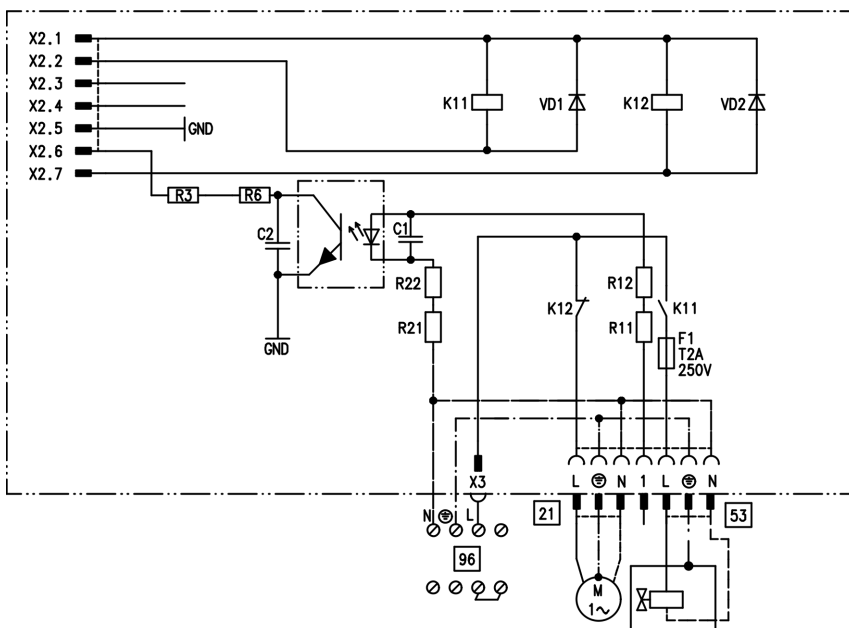 X2.1
X2.2
X2.3
X2.4
X2.5
GND
X2.6
X2.7
K11
VD1
K12
VD2
R3
R6
C2
C1
R22
R21
GND
K12
R12
R11
K11
F1
T2A
250V
X3
L N 1 L N
N L
21
53
96
M
1~